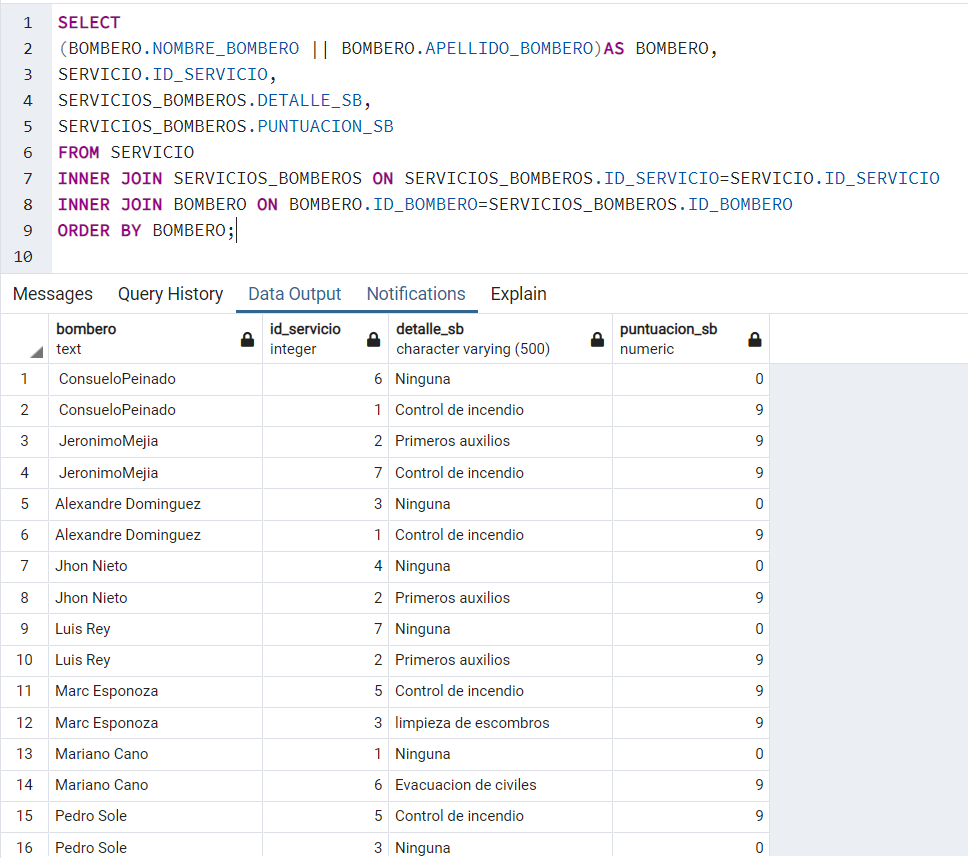 1 SELECT
2 (BOMBERO.NOMBRE_BOMBERO || BOMBERO.APELLIDO_BOMBERO)AS BOMBERO,
3 SERVICIO.ID_SERVICIO,
4 SERVICIOS_BOMBEROS.DETALLE_SB,
5 SERVICIOS_BOMBEROS.PUNTUACION_SB
6 FROM SERVICIO
7 INNER JOIN SERVICIOS_BOMBEROS ON SERVICIOS_BOMBEROS.ID_SERVICIO=SERVICIO.ID_SERVICIO
8 INNER JOIN BOMBERO ON BOMBERO.ID_BOMBERO=SERVICIOS_BOMBEROS.ID_BOMBERO
9 ORDER BY BOMBERO;
10
Messages Query History Data Output Notifications Explain
bombero id_servicio detalle_sb puntuacion_sb
text integer character varying (500) numeric
1 ConsueloPeinado 6 Ninguna 0
2 ConsueloPeinado 1 Control de incendio 9
3 JeronimoMejia 2 Primeros auxilios 9
4 JeronimoMejia 7 Control de incendio 9
5 Alexandre Dominguez 3 Ninguna 0
6 Alexandre Dominguez 1 Control de incendio 9
7 Jhon Nieto 4 Ninguna 0
8 Jhon Nieto 2 Primeros auxilios 9
9 Luis Rey 7 Ninguna 0
10 Luis Rey 2 Primeros auxilios 9
11 Marc Esponoza 5 Control de incendio 9
12 Marc Esponoza 3 limpieza de escombros 9
13 Mariano Cano 1 Ninguna 0
14 Mariano Cano 6 Evacuacion de civiles 9
15 Pedro Sole 5 Control de incendio 9
16 Pedro Sole 3 Ninguna 0